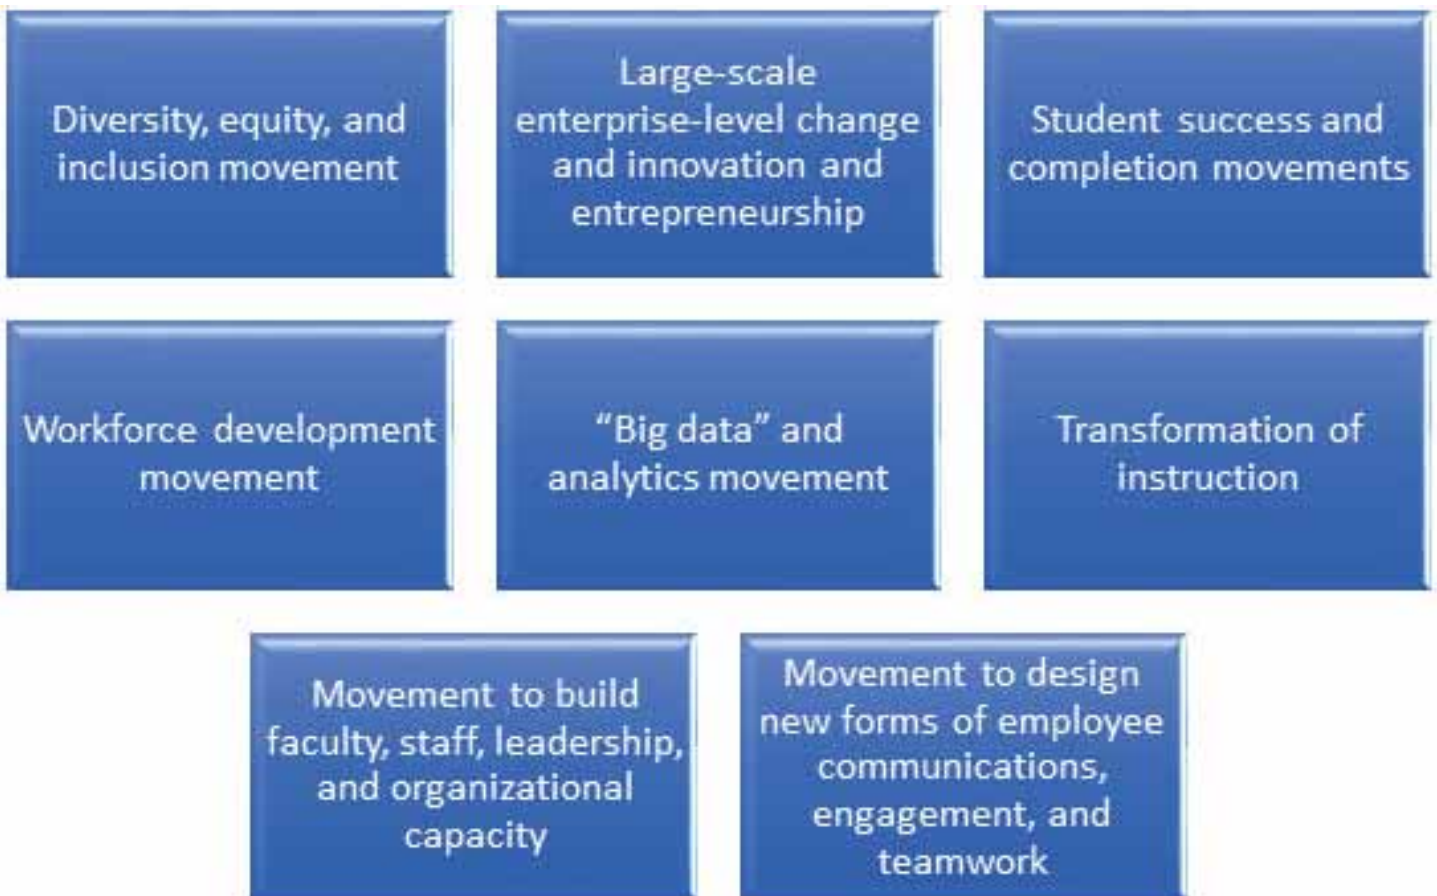 Diversity, equity, and
inclusion movement
Large-scale
enterprise-level change
and innovation and
entrepreneurship
Student success and
completion movements
Workforce development
movement
“Big data” and
analytics movement
Transformation of
instruction
Movement to build
faculty, staff, leadership,
and organizational
capacity
Movement to design
new forms of employee
communications,
engagement, and
teamwork